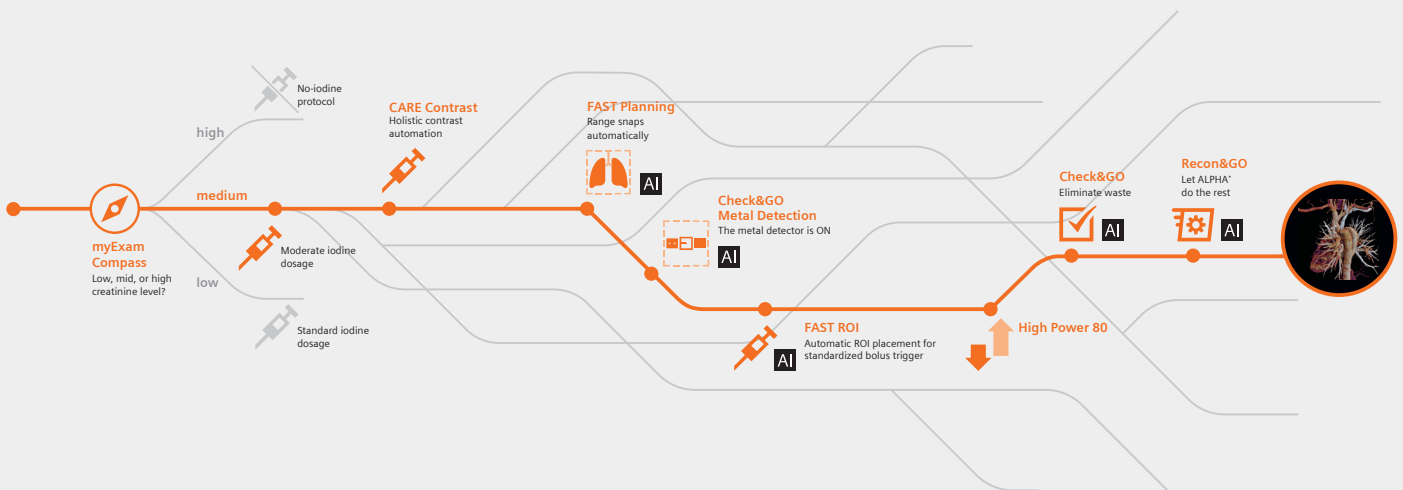 No-iodine
protocol
high
CARE Contrast
Holistic contrast
automation
FAST Planning
Range snaps
automatically
AI
medium
Moderate iodine
dosage
myExam
Compass
Low, mid, or high
creatinine level?
low
Standard iodine
dosage
Check&GO
Metal Detection
The metal detector is ON
AI
FAST ROI
Automatic ROI placement for
standardized bolus trigger
AI
High Power 80
Check&GO
Eliminate waste
AI
Recon&GO
Let ALPHA*
do the rest
AI